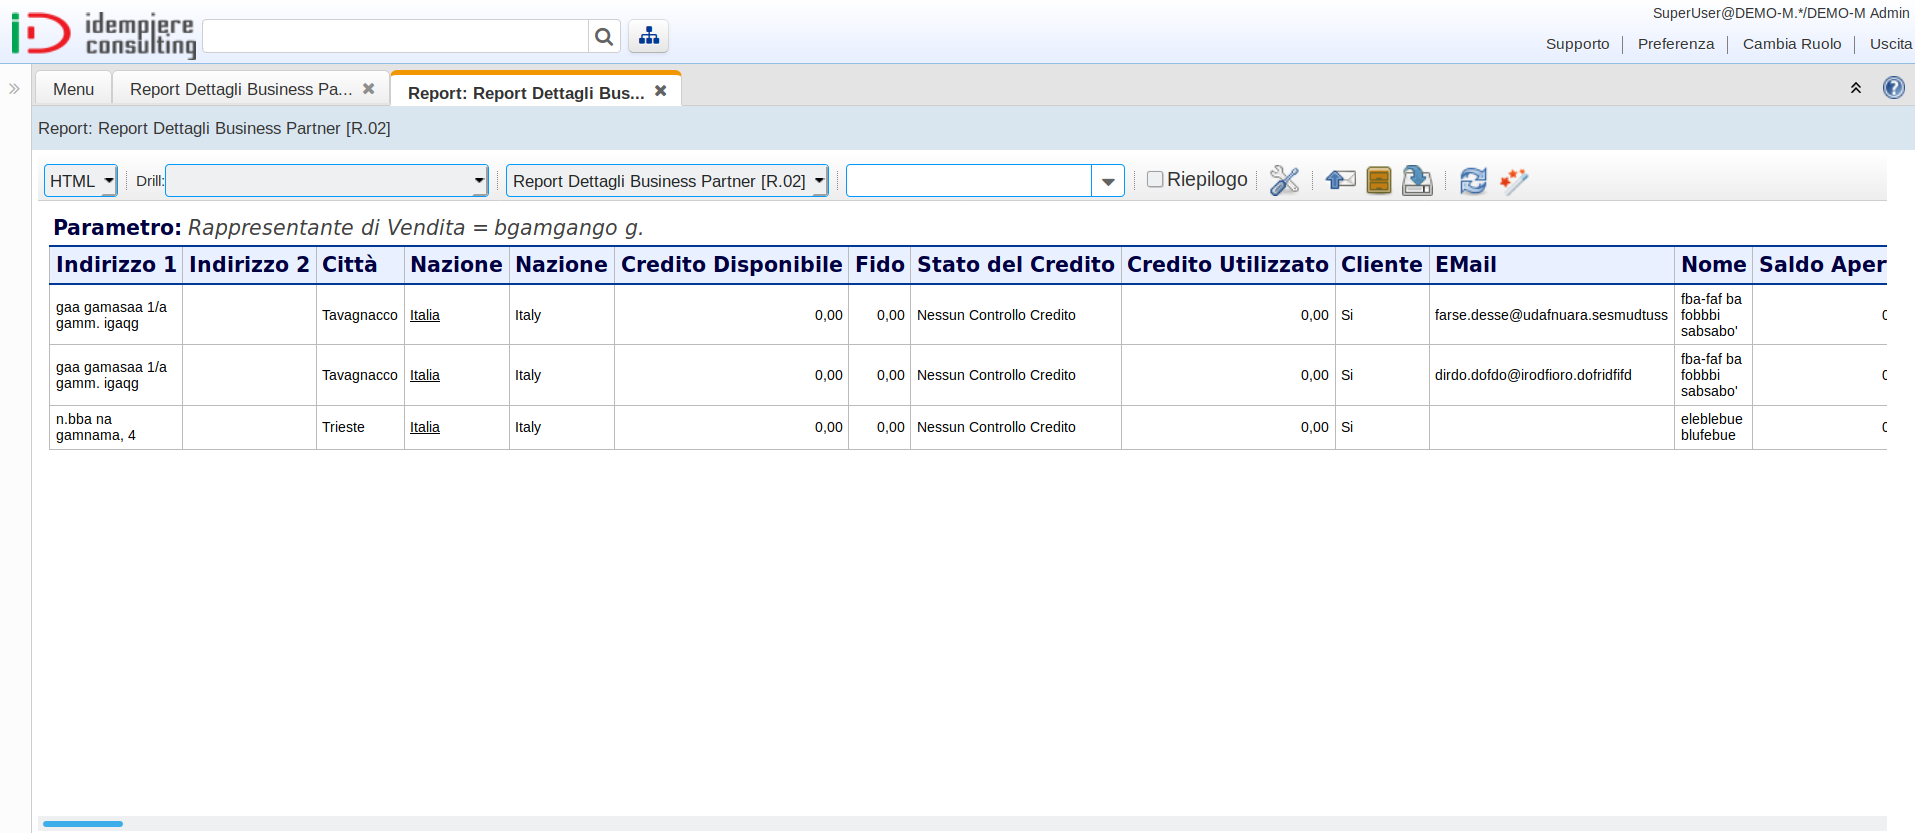 SuperUser@DEMO-M.*/DEMO-M Admin
idempiere
consulting
Supporto Preferenza Cambia Ruolo Uscita
Menu Report Dettagli Business Pa... Report: Report Dettagli Bus...
Report: Report Dettagli Business Partner [R.02]
HTML Drill: Report Dettagli Business Partner [R.02] Riepilogo
Parametro: Rappresentante di Vendita = bgamgango g.
Indirizzo 1 Indirizzo 2 Città Nazione Nazione Credito Disponibile Fido Stato del Credito Credito Utilizzato Cliente EMail Nome Saldo Aper
gaa gamasaa 1/a
gamm. igaqg
Tavagnacco Italia Italy 0,00 0,00 Nessun Controllo Credito 0,00 Si farse.desse@udafnuara.sesmudtuss
fba-faf ba
fobbbi
sabsabo'
0
gaa gamasaa 1/a
gamm. igaqg
Tavagnacco Italia Italy 0,00 0,00 Nessun Controllo Credito 0,00 Si dirdo.dofdo@irodfioro.dofridfifd
fba-faf ba
fobbbi
sabsabo'
0
n.bba na
gamnama, 4
Trieste Italia Italy 0,00 0,00 Nessun Controllo Credito 0,00 Si
eleblebue
blufebue
0